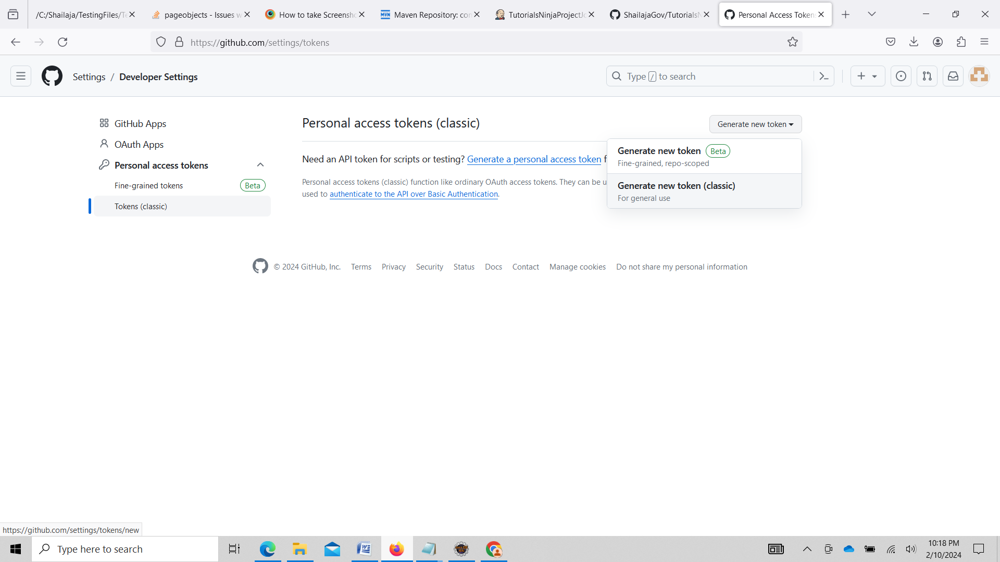 /C:/Shailaja/TestingFiles/Te
pageobjects - Issues w
How to take Screensho
Maven Repository: con
TutorialsNinjaProjectJo
ShailajaGov/TutorialsN
Personal Access Tokens
https://github.com/settings/tokens
Settings / Developer Settings
Type / to search
GitHub Apps
OAuth Apps
Personal access tokens
Fine-grained tokens Beta
Tokens (classic)
Personal access tokens (classic)
Generate new token
Need an API token for scripts or testing? Generate a personal access token f
Personal access tokens (classic) function like ordinary OAuth access tokens. They can be u
used to authenticate to the API over Basic Authentication.
Generate new token Beta
Fine-grained, repo-scoped
Generate new token (classic)
For general use
© 2024 GitHub, Inc. Terms Privacy Security Status Docs Contact Manage cookies Do not share my personal information
https://github.com/settings/tokens/new
Type here to search
10:18 PM
2/10/2024